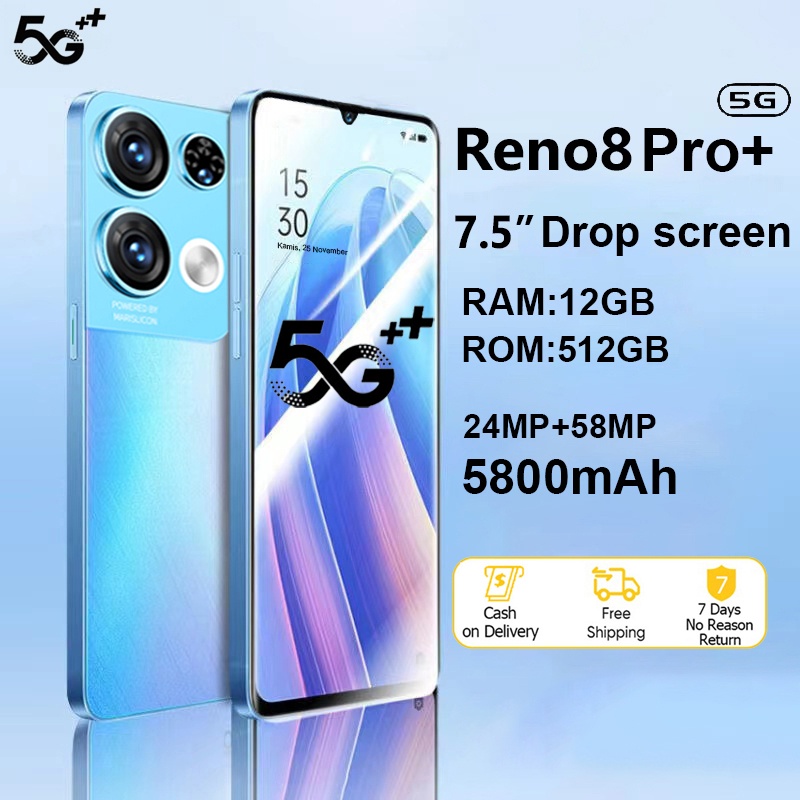 5G++
5G
Reno8 Pro+
7.5" Drop screen
RAM:12GB
ROM:512GB
24MP+58MP
5800mAh
15
30
Kamis, 25 November
5G++
POWERED BY
MARISILICON
$
Cash
on Delivery
Free
Shipping
7
7 Days
No Reason
Return